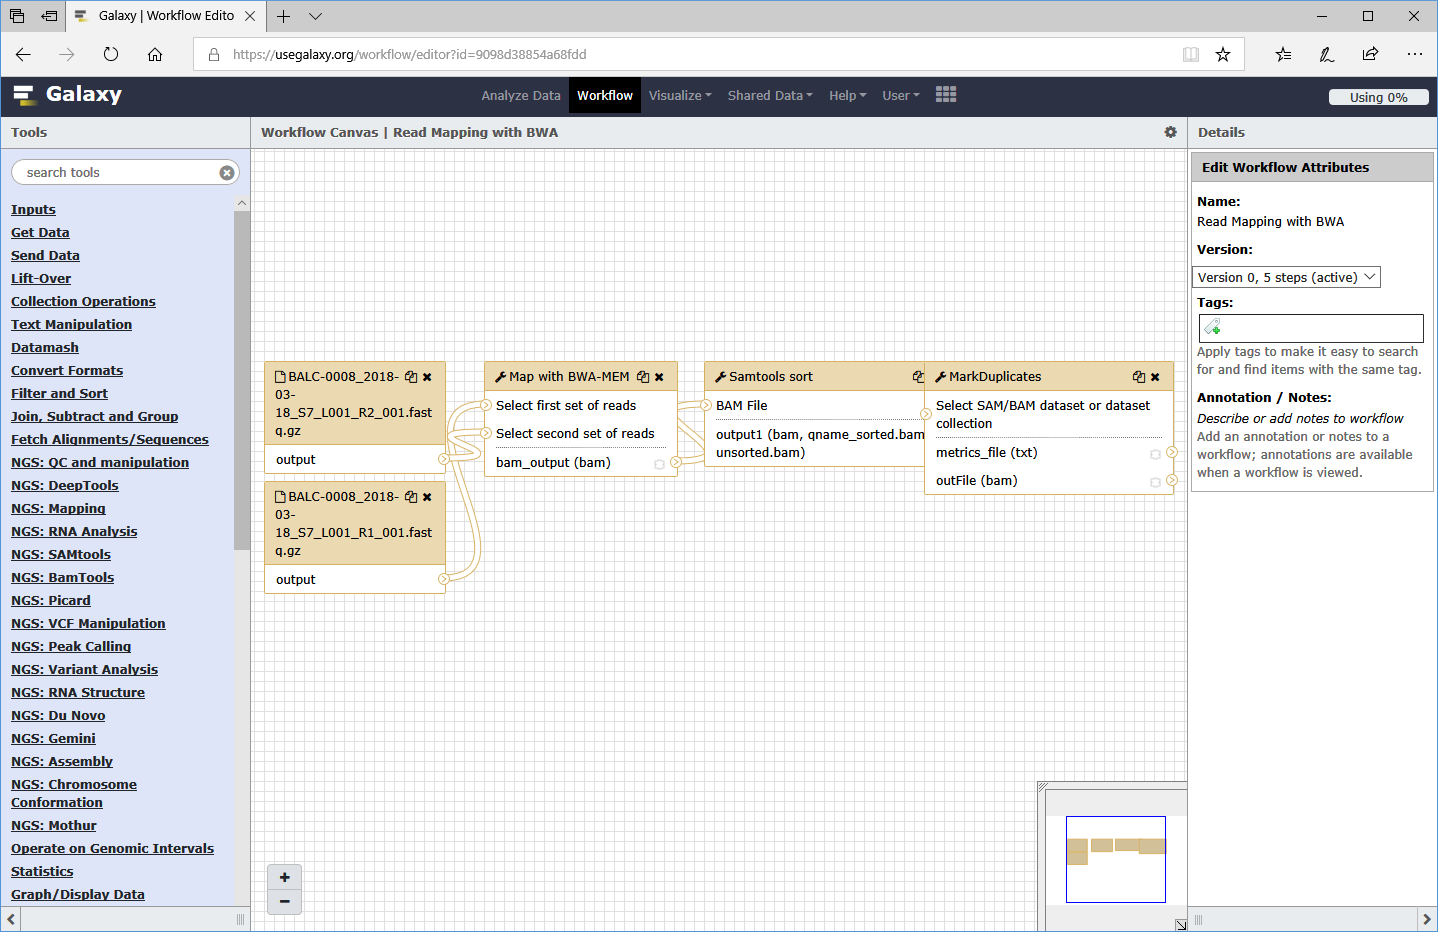 Galaxy | Workflow Edito
https://usegalaxy.org/workflow/editor?id=9098d38854a68fdd
Galaxy
Analyze Data Workflow Visualize Shared Data Help User
Using 0%
Tools
search tools
Inputs
Get Data
Send Data
Lift-Over
Collection Operations
Text Manipulation
Datamash
Convert Formats
Filter and Sort
Join, Subtract and Group
Fetch Alignments/Sequences
NGS: QC and manipulation
NGS: DeepTools
NGS: Mapping
NGS: RNA Analysis
NGS: SAMtools
NGS: BamTools
NGS: Picard
NGS: VCF Manipulation
NGS: Peak Calling
NGS: Variant Analysis
NGS: RNA Structure
NGS: Du Novo
NGS: Gemini
NGS: Assembly
NGS: Chromosome
Conformation
NGS: Mothur
Operate on Genomic Intervals
Statistics
Graph/Display Data
Workflow Canvas | Read Mapping with BWA
BALC-0008_2018-
03-
18_S7_L001_R2_001.fast
q.gz
output
BALC-0008_2018-
03-
18_S7_L001_R1_001.fast
q.gz
output
Map with BWA-MEM
Select first set of reads
Select second set of reads
bam_output (bam)
Samtools sort
BAM File
output1 (bam, qname_sorted.bam
unsorted.bam)
MarkDuplicates
Select SAM/BAM dataset or dataset
collection
metrics_file (txt)
outFile (bam)
+
−
Details
Edit Workflow Attributes
Name:
Read Mapping with BWA
Version:
Version 0, 5 steps (active)
Tags:
Apply tags to make it easy to search
for and find items with the same tag.
Annotation / Notes:
Describe or add notes to workflow
Add an annotation or notes to a
workflow; annotations are available
when a workflow is viewed.